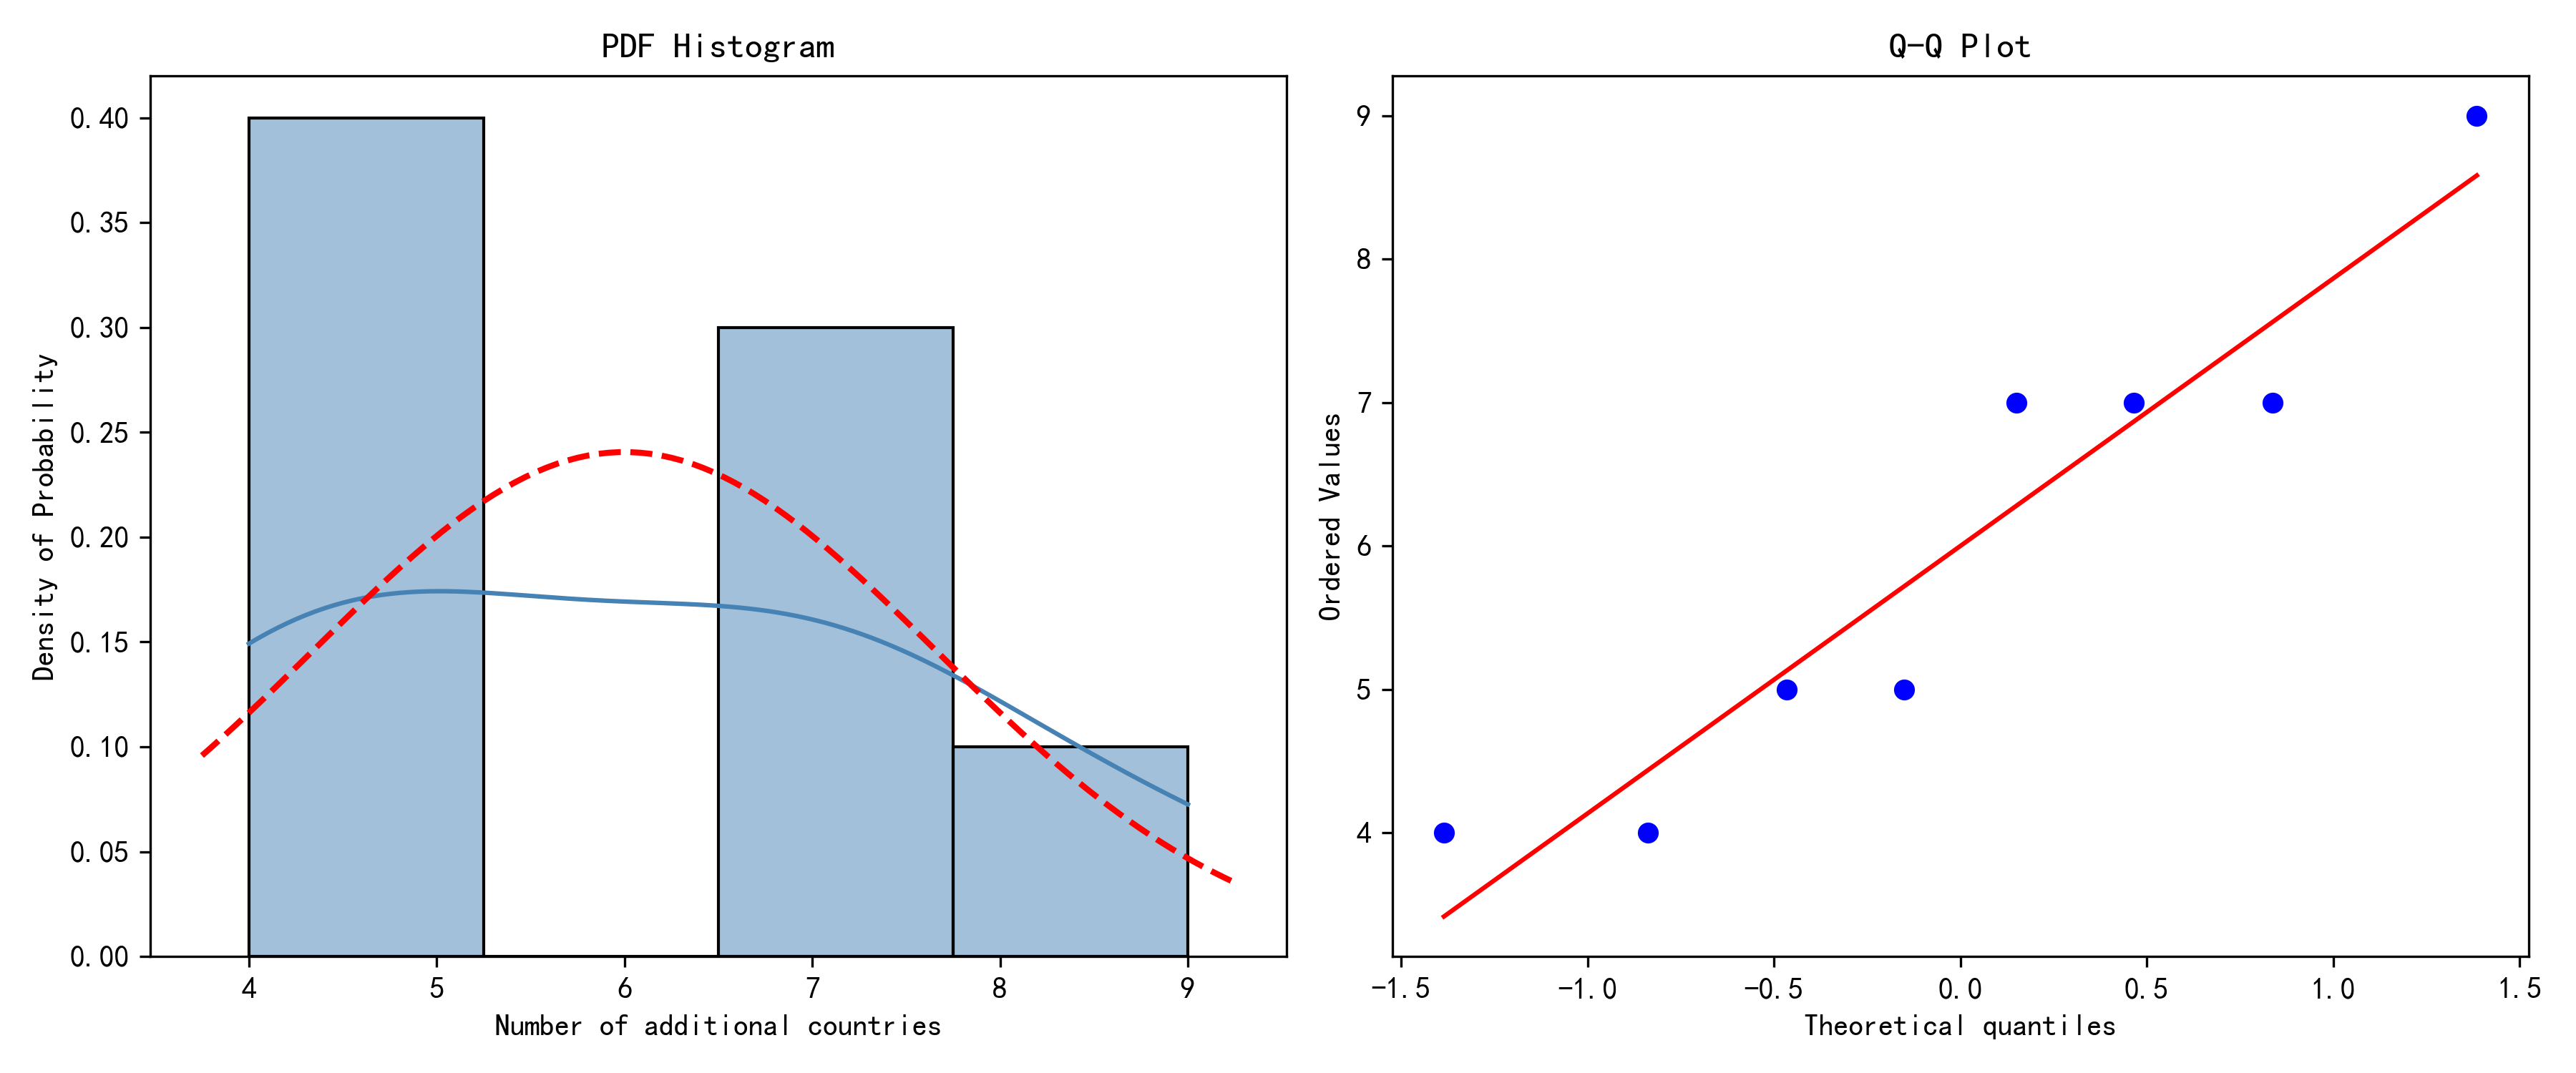 PDF Histogram
0.40
0.35
0.30
0.25
0.20
0.15
0.10
0.05
0.00
Density of Probability
4 5 6 7 8 9
Number of additional countries
Q-Q Plot
9
8
7
6
5
4
Ordered Values
-1.5 -1.0 -0.5 0.0 0.5 1.0 1.5
Theoretical quantiles